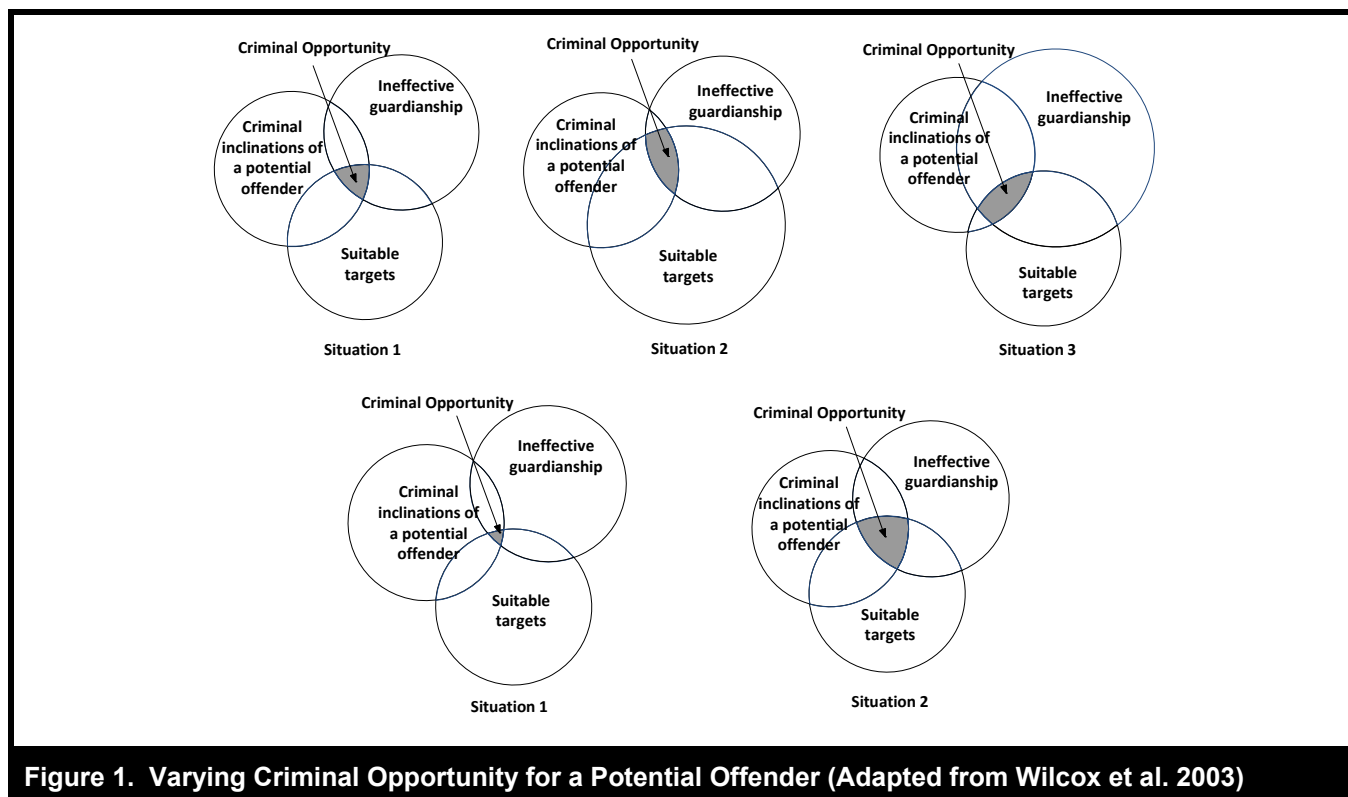 Criminal Opportunity
Ineffective
guardianship
Criminal
inclinations of
a potential
offender
Suitable
targets
Situation 1
Criminal Opportunity
Ineffective
guardianship
Criminal
inclinations of
a potential
offender
Suitable
targets
Situation 2
Criminal Opportunity
Ineffective
guardianship
Criminal
inclinations of
a potential
offender
Suitable
targets
Situation 3
Criminal Opportunity
Ineffective
guardianship
Criminal
inclinations of
a potential
offender
Suitable
targets
Situation 1
Criminal Opportunity
Ineffective
guardianship
Criminal
inclinations of
a potential
offender
Suitable
targets
Situation 2
Figure 1. Varying Criminal Opportunity for a Potential Offender (Adapted from Wilcox et al. 2003)